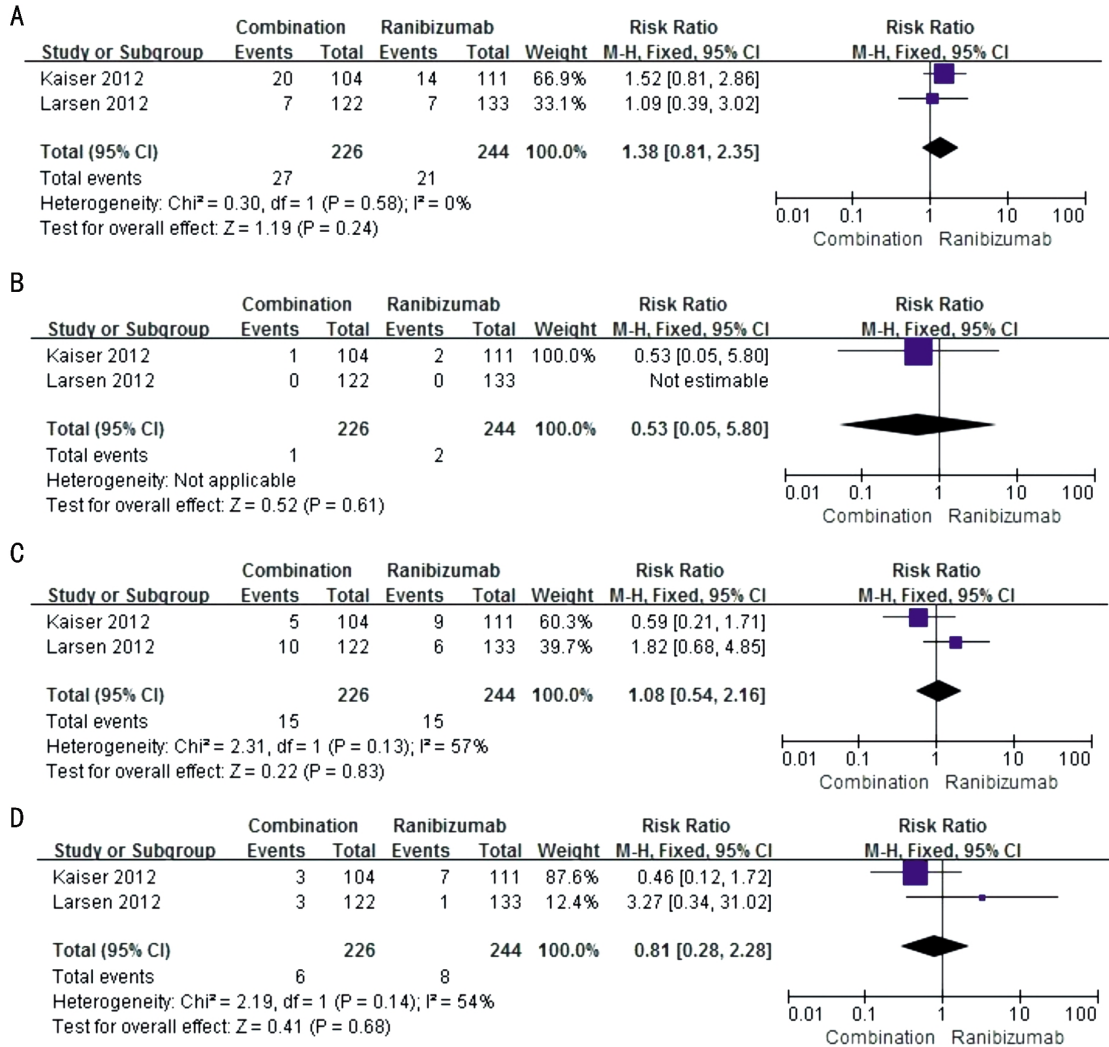 A
Combination Ranibizumab Risk Ratio Risk Ratio
Study or Subgroup Events Total Events Total Weight M-H, Fixed, 95% CI M-H, Fixed, 95% CI
Kaiser 2012 20 104 14 111 66.9% 1.52 [0.81, 2.86]
Larsen 2012 7 122 7 133 33.1% 1.09 [0.39, 3.02]
Total (95% CI) 226 244 100.0% 1.38 [0.81, 2.35]
Total events 27 21
Heterogeneity: Chi² = 0.30, df = 1 (P = 0.58); I² = 0%
Test for overall effect: Z = 1.19 (P = 0.24)
0.01 0.1 1 10 100
Combination Ranibizumab
B
Combination Ranibizumab Risk Ratio Risk Ratio
Study or Subgroup Events Total Events Total Weight M-H, Fixed, 95% CI M-H, Fixed, 95% CI
Kaiser 2012 1 104 2 111 100.0% 0.53 [0.05, 5.80]
Larsen 2012 0 122 0 133 Not estimable
Total (95% CI) 226 244 100.0% 0.53 [0.05, 5.80]
Total events 1 2
Heterogeneity: Not applicable
Test for overall effect: Z = 0.52 (P = 0.61)
0.01 0.1 1 10 100
Combination Ranibizumab
C
Combination Ranibizumab Risk Ratio Risk Ratio
Study or Subgroup Events Total Events Total Weight M-H, Fixed, 95% CI M-H, Fixed, 95% CI
Kaiser 2012 5 104 9 111 60.3% 0.59 [0.21, 1.71]
Larsen 2012 10 122 6 133 39.7% 1.82 [0.68, 4.85]
Total (95% CI) 226 244 100.0% 1.08 [0.54, 2.16]
Total events 15 15
Heterogeneity: Chi² = 2.31, df = 1 (P = 0.13); I² = 57%
Test for overall effect: Z = 0.22 (P = 0.83)
0.01 0.1 1 10 100
Combination Ranibizumab
D
Combination Ranibizumab Risk Ratio Risk Ratio
Study or Subgroup Events Total Events Total Weight M-H, Fixed, 95% CI M-H, Fixed, 95% CI
Kaiser 2012 3 104 7 111 87.6% 0.46 [0.12, 1.72]
Larsen 2012 3 122 1 133 12.4% 3.27 [0.34, 31.02]
Total (95% CI) 226 244 100.0% 0.81 [0.28, 2.28]
Total events 6 8
Heterogeneity: Chi² = 2.19, df = 1 (P = 0.14); I² = 54%
Test for overall effect: Z = 0.41 (P = 0.68)
0.01 0.1 1 10 100
Combination Ranibizumab